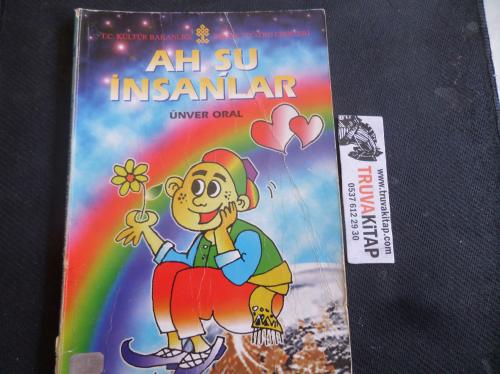 T.C. KÜLTÜR BAKANLIĞI
AH ŞU
İNSANLAR
ÜNVER ORAL
www.truvakitap.com
TRUVAKİTAP
0537 612 29 30